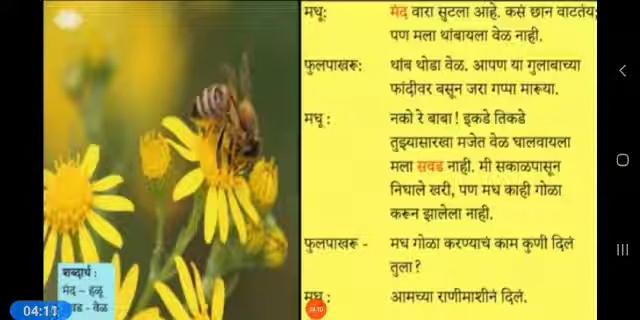 मधू: मंद वारा सुटला आहे. कसं छान वाटतंय;
पण मला थांबायला वेळ नाही.
फुलपाखरू: थांब थोडा वेळ. आपण या गुलाबाच्या
फांदीवर बसून जरा गप्पा मारूया.
मधू : नको रे बाबा! इकडे तिकडे
तुझ्यासारखा मजेत वेळ घालवायला
मला सवड नाही. मी सकाळपासून
निघाले खरी, पण मध काही गोळा
करून झालेला नाही.
फुलपाखरू - मध गोळा करण्याचं काम कुणी दिलं
तुला?
मधू : आमच्या राणीमाशीनं दिलं.
शब्दार्थ :
मंद – हळू
सवड - वेळ
04:11